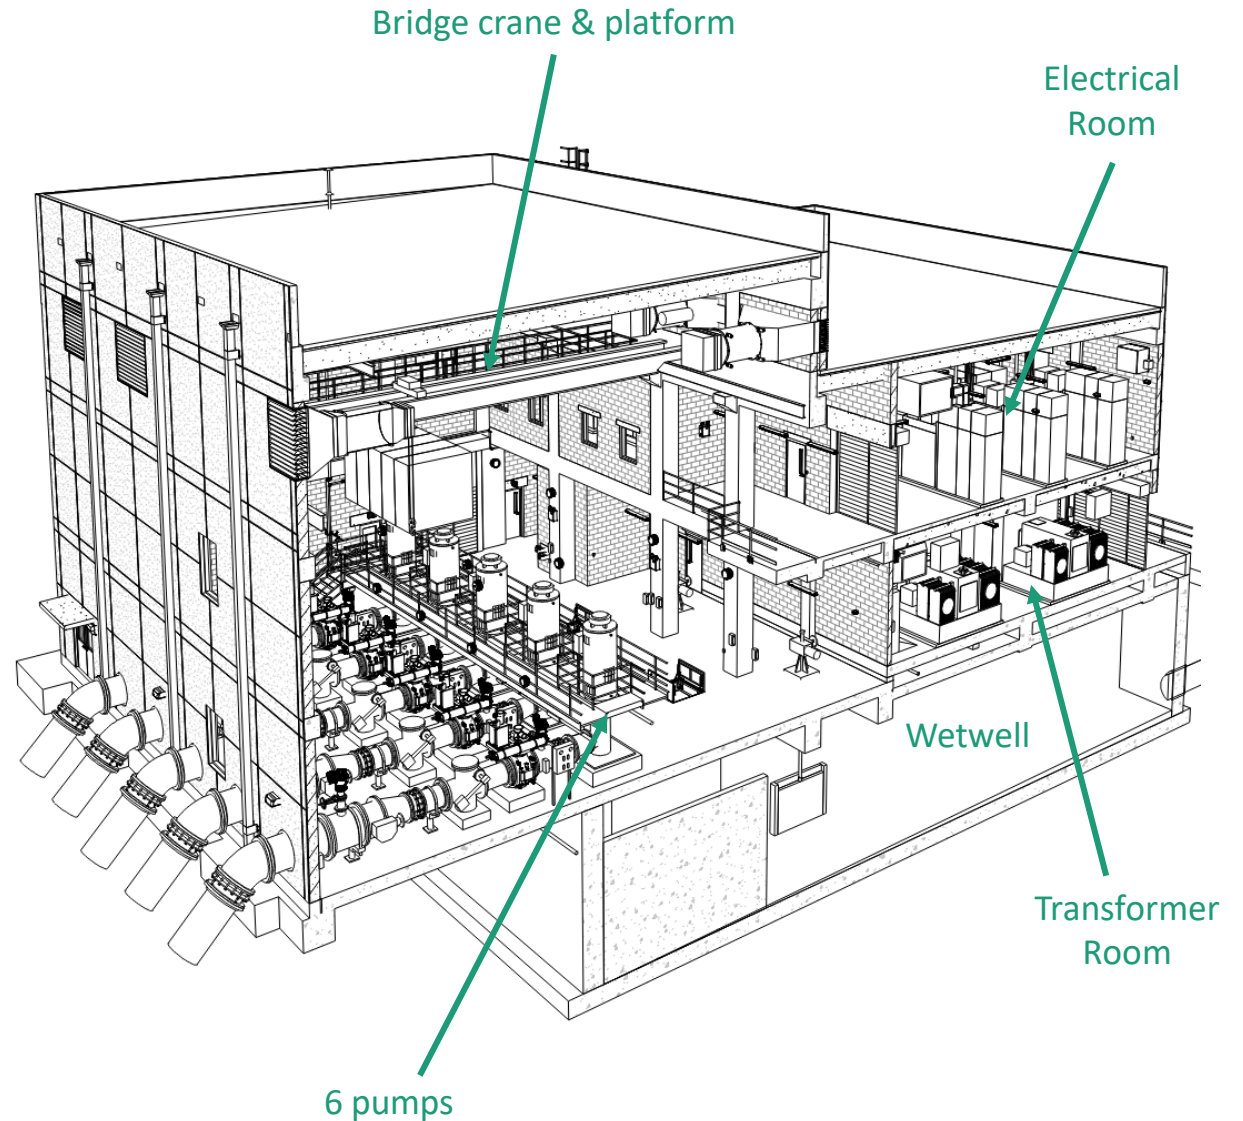 Bridge crane & platform
Electrical
Room
Wetwell
Transformer
Room
6 pumps